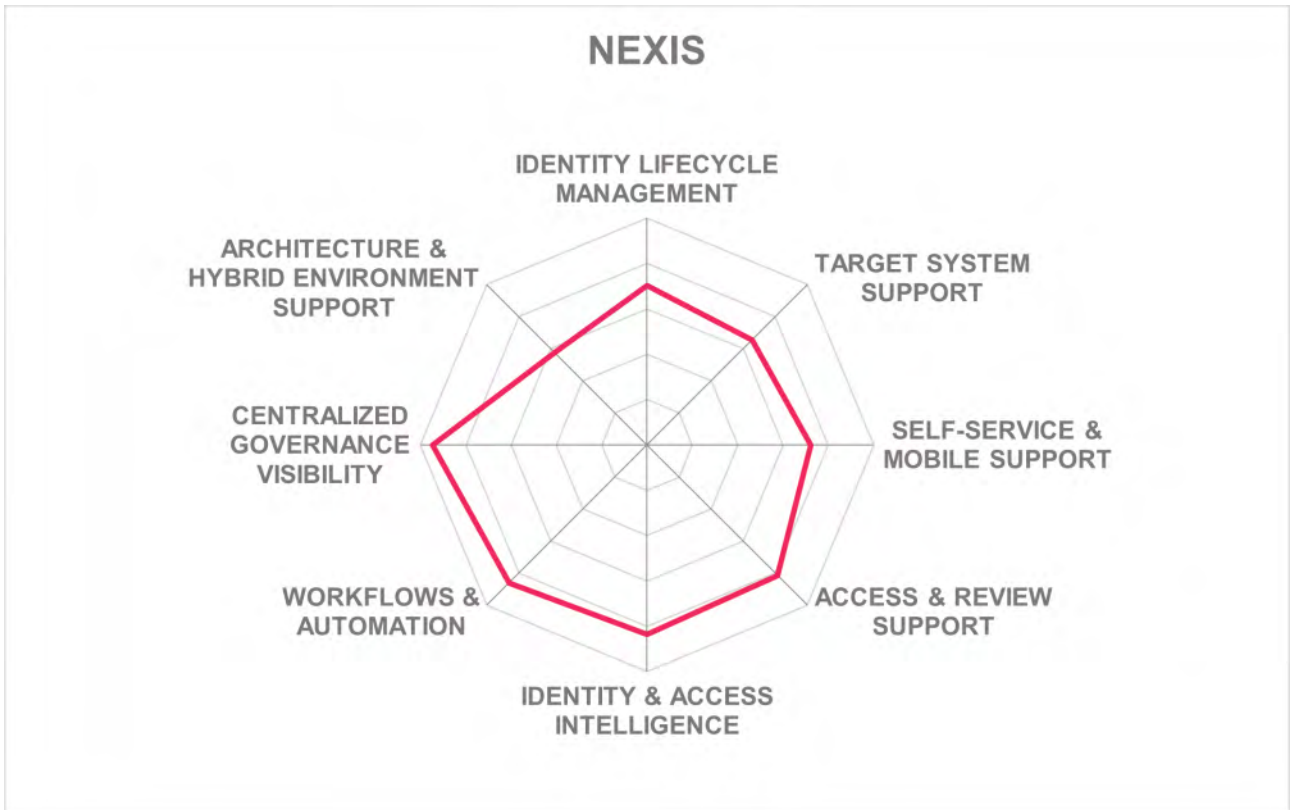 NEXIS
IDENTITY LIFECYCLE
MANAGEMENT
TARGET SYSTEM
SUPPORT
SELF-SERVICE &
MOBILE SUPPORT
ACCESS & REVIEW
SUPPORT
IDENTITY & ACCESS
INTELLIGENCE
WORKFLOWS &
AUTOMATION
CENTRALIZED
GOVERNANCE
VISIBILITY
ARCHITECTURE &
HYBRID ENVIRONMENT
SUPPORT